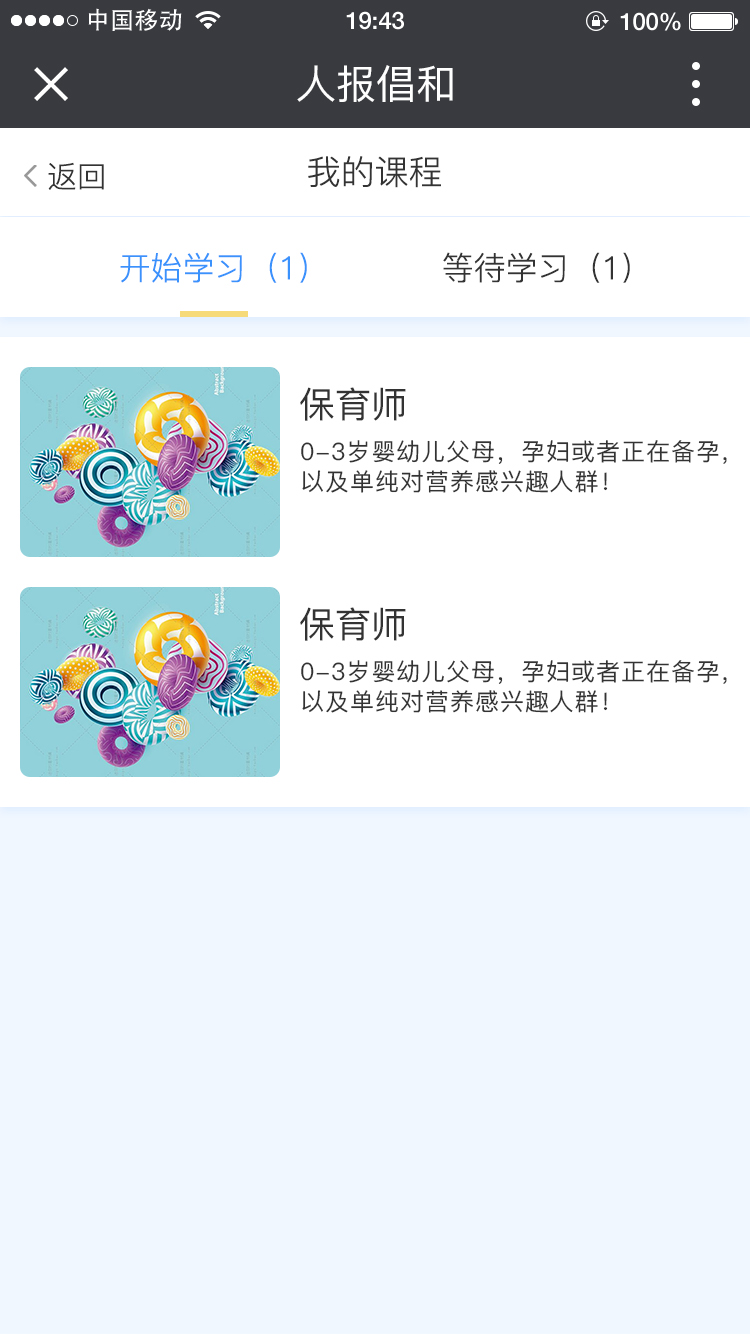 中国移动
19:43
100%
人报倡和
返回
我的课程
开始学习（1）
等待学习（1）
Abstract
保育师
0-3岁婴幼儿父母，孕妇或者正在备孕，
以及单纯对营养感兴趣人群！
Abstract
保育师
0-3岁婴幼儿父母，孕妇或者正在备孕，
以及单纯对营养感兴趣人群！